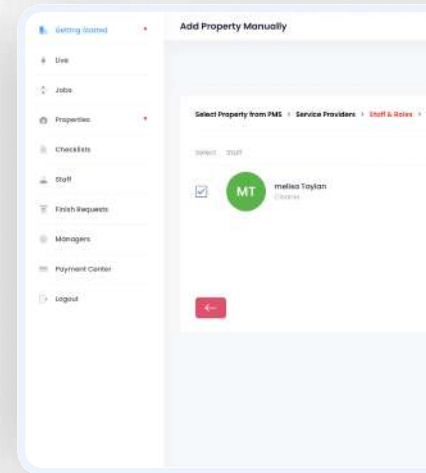 Getting Started
Live
Jobs
Properties
Checklists
Staff
Finish Requests
Managers
Payment Center
Logout
Add Property Manually
Select Property from PMS > Service Providers > Staff & Roles >
Select Staff
MT
melisa Taylan
Cleaner